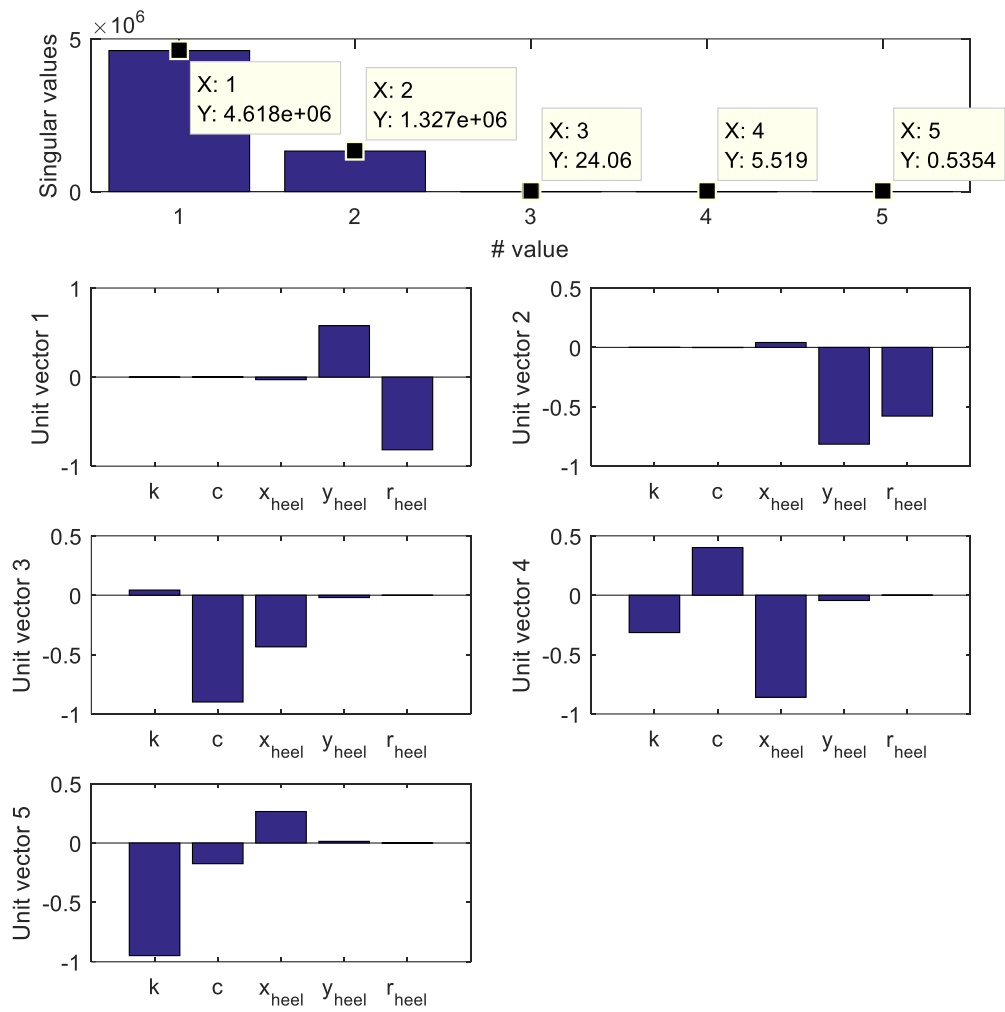 ×10^6
Singular values
5
0
X: 1
Y: 4.618e+06
X: 2
Y: 1.327e+06
X: 3
Y: 24.06
X: 4
Y: 5.519
X: 5
Y: 0.5354
1 2 3 4 5
# value
Unit vector 1
1
0
-1
k c x_heel y_heel r_heel
Unit vector 2
0.5
0
-0.5
-1
k c x_heel y_heel r_heel
Unit vector 3
0.5
0
-0.5
-1
k c x_heel y_heel r_heel
Unit vector 4
0.5
0
-0.5
-1
k c x_heel y_heel r_heel
Unit vector 5
0.5
0
-0.5
-1
k c x_heel y_heel r_heel